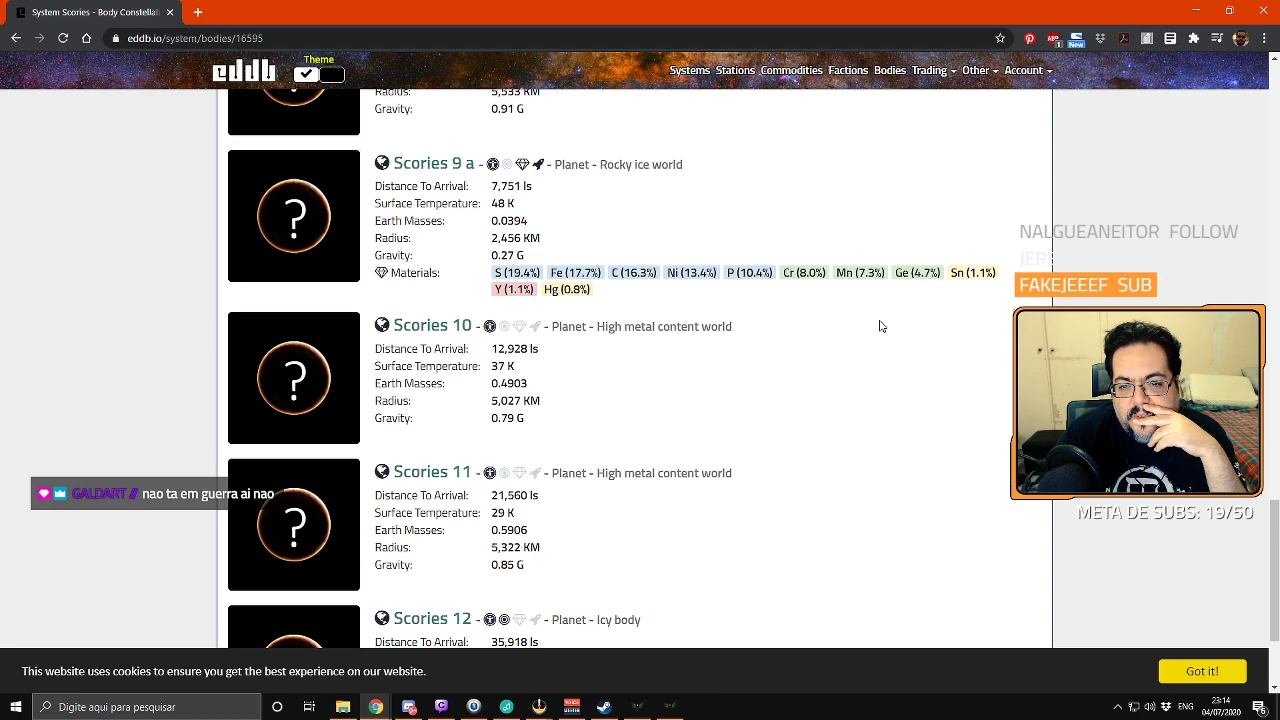 System Scories - Body Constellati
eddb.io/system/bodies/16595
New
Theme
eddb
Systems Stations Commodities Factions Bodies Trading Other Account
Radius: 5,533 KM
Gravity: 0.91 G
Scories 9 a - - Planet - Rocky ice world
Distance To Arrival: 7,751 ls
Surface Temperature: 48 K
Earth Masses: 0.0394
Radius: 2,456 KM
Gravity: 0.27 G
Materials: S (19.4%) Fe (17.7%) C (16.3%) Ni (13.4%) P (10.4%) Cr (8.0%) Mn (7.3%) Ge (4.7%) Sn (1.1%)
Y (1.1%) Hg (0.8%)
Scories 10 - - Planet - High metal content world
Distance To Arrival: 12,928 ls
Surface Temperature: 37 K
Earth Masses: 0.4903
Radius: 5,027 KM
Gravity: 0.79 G
Scories 11 - - Planet - High metal content world
Distance To Arrival: 21,560 ls
Surface Temperature: 29 K
Earth Masses: 0.5906
Radius: 5,322 KM
Gravity: 0.85 G
Scories 12 - - Planet - Icy body
Distance To Arrival: 35,918 ls
NALGUEANEITOR FOLLOW
FAKEJEEEF SUB
META DE SUBS: 19/50
GALDART // nao ta em guerra ai nao
This website uses cookies to ensure you get the best experience on our website.
Got it!
Digite aqui para pesquisar
ENG
23:14
04/07/2020